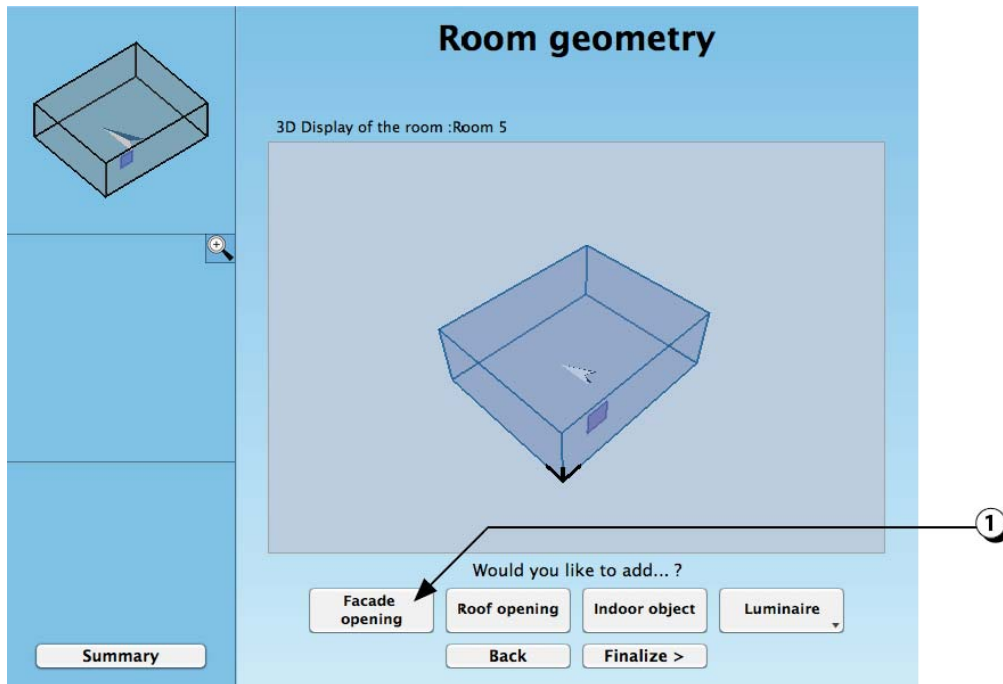 Room geometry
3D Display of the room :Room 5
1
Would you like to add... ?
Facade
opening
Roof opening
Indoor object
Luminaire
Summary
Back
Finalize >